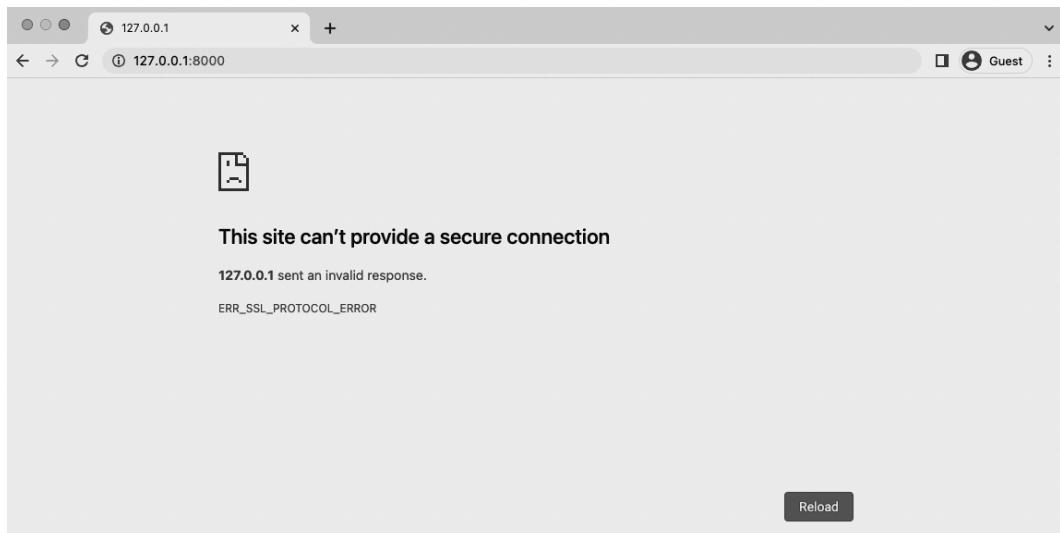 127.0.0.1
127.0.0.1:8000
Guest
This site can’t provide a secure connection
127.0.0.1 sent an invalid response.
ERR_SSL_PROTOCOL_ERROR
Reload